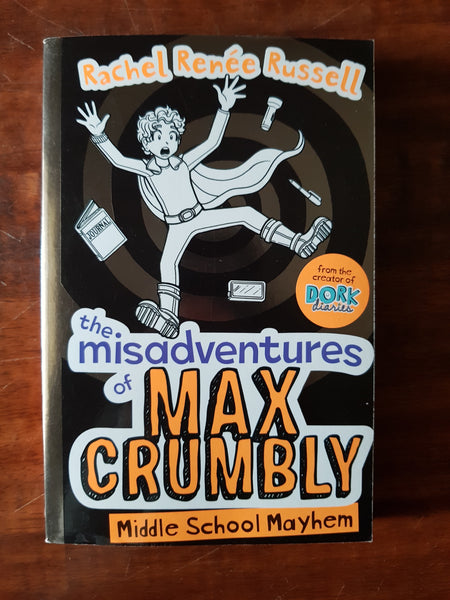 Rachel Renée Russell
JOURNAL
from the
creator of
DORK
diaries
the
misadventures
of
MAX
CRUMBLY
Middle School Mayhem